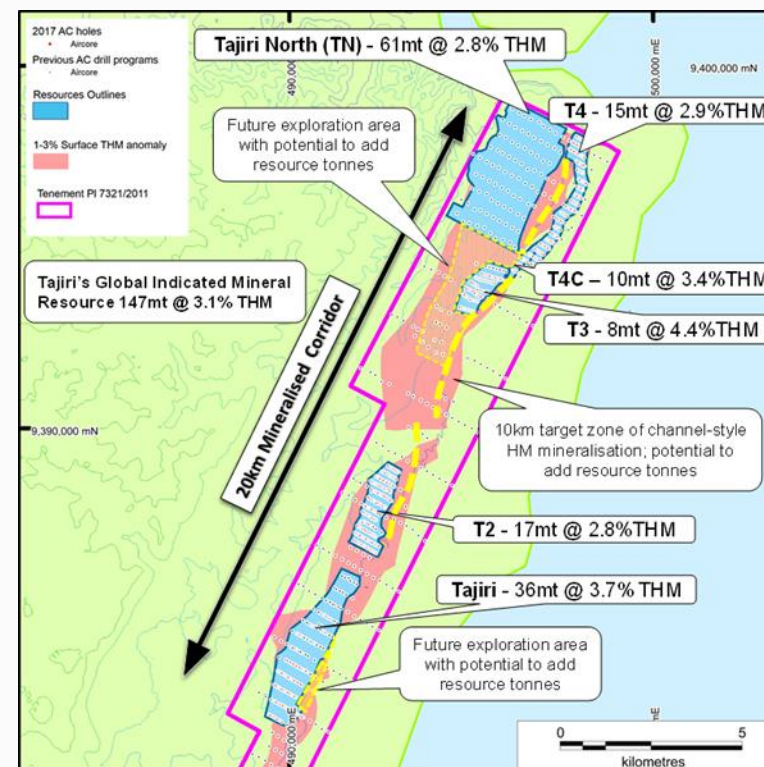 2017 AC holes
Aircore
Previous AC drill programs
Aircore
Resources Outlines
1-3% Surface THM anomaly
Tenement PI 7321/2011
490,000
500,000 mE
9,400,000 mN
Tajiri North (TN) - 61mt @ 2.8% THM
T4 - 15mt @ 2.9%THM
Future exploration area
with potential to add
resource tonnes
Tajiri's Global Indicated Mineral
Resource 147mt @ 3.1% THM
T4C – 10mt @ 3.4%THM
T3 - 8mt @ 4.4%THM
20km Mineralised Corridor
9,390,000 mN
10km target zone of channel-style
HM mineralisation; potential to
add resource tonnes
T2 - 17mt @ 2.8%THM
Tajiri - 36mt @ 3.7% THM
Future exploration area
with potential to add
resource tonnes
490,000 mE
0 5
kilometres